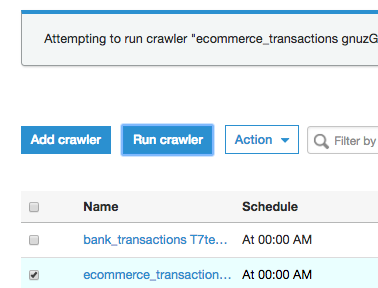 Attempting to run crawler "ecommerce_transactions gnuzG
Add crawler Run crawler Action Filter by
Name Schedule
bank_transactions T7te... At 00:00 AM
ecommerce_transaction... At 00:00 AM